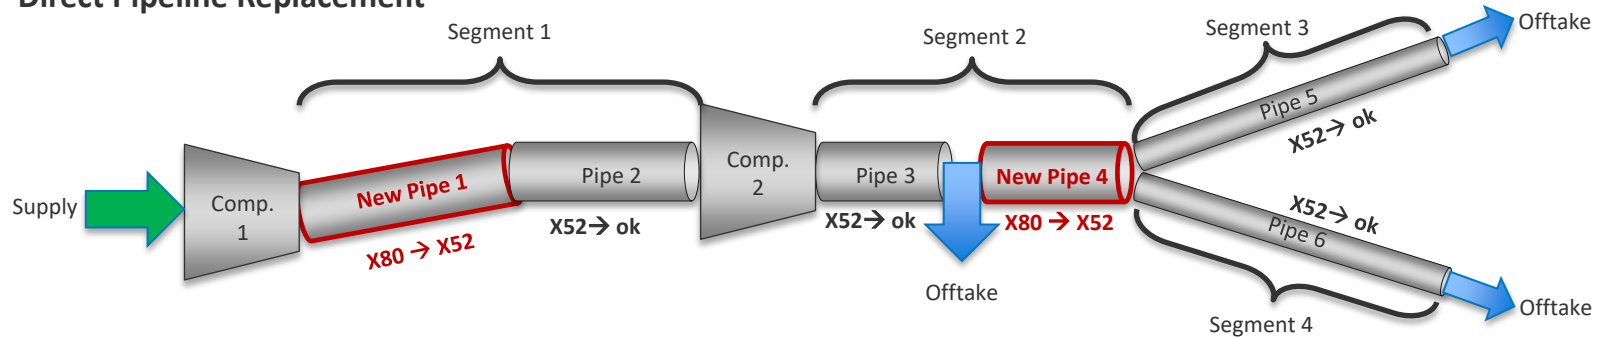 Direct Pipeline Replacement
Segment 1
Segment 2
Segment 3
Offtake
Supply
Comp.
1
New Pipe 1
X80 → X52
Pipe 2
X52→ ok
Comp.
2
Pipe 3
X52→ ok
Offtake
New Pipe 4
X80 → X52
Pipe 5
X52→ ok
X52→ ok
Pipe 6
Offtake
Segment 4